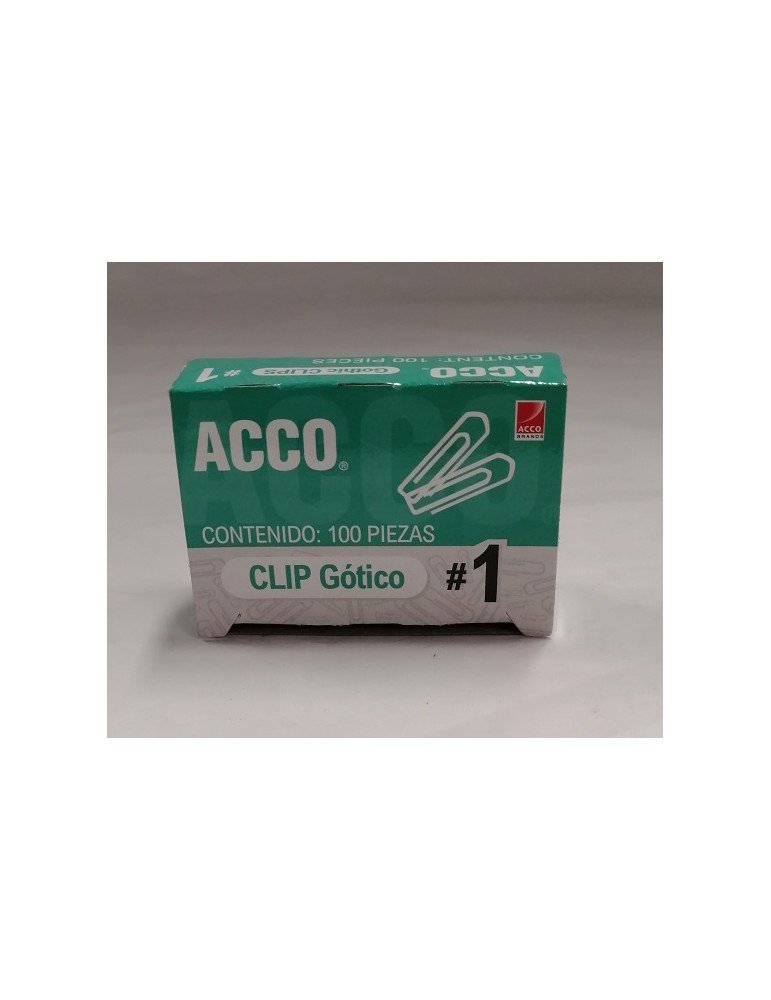 ACCO.
CONTENT: 100 PIECES
Gothic CLIPS
#1
ACCO®
ACCO
BRANDS
CONTENIDO: 100 PIEZAS
CLIP Gótico
#1
ACCO